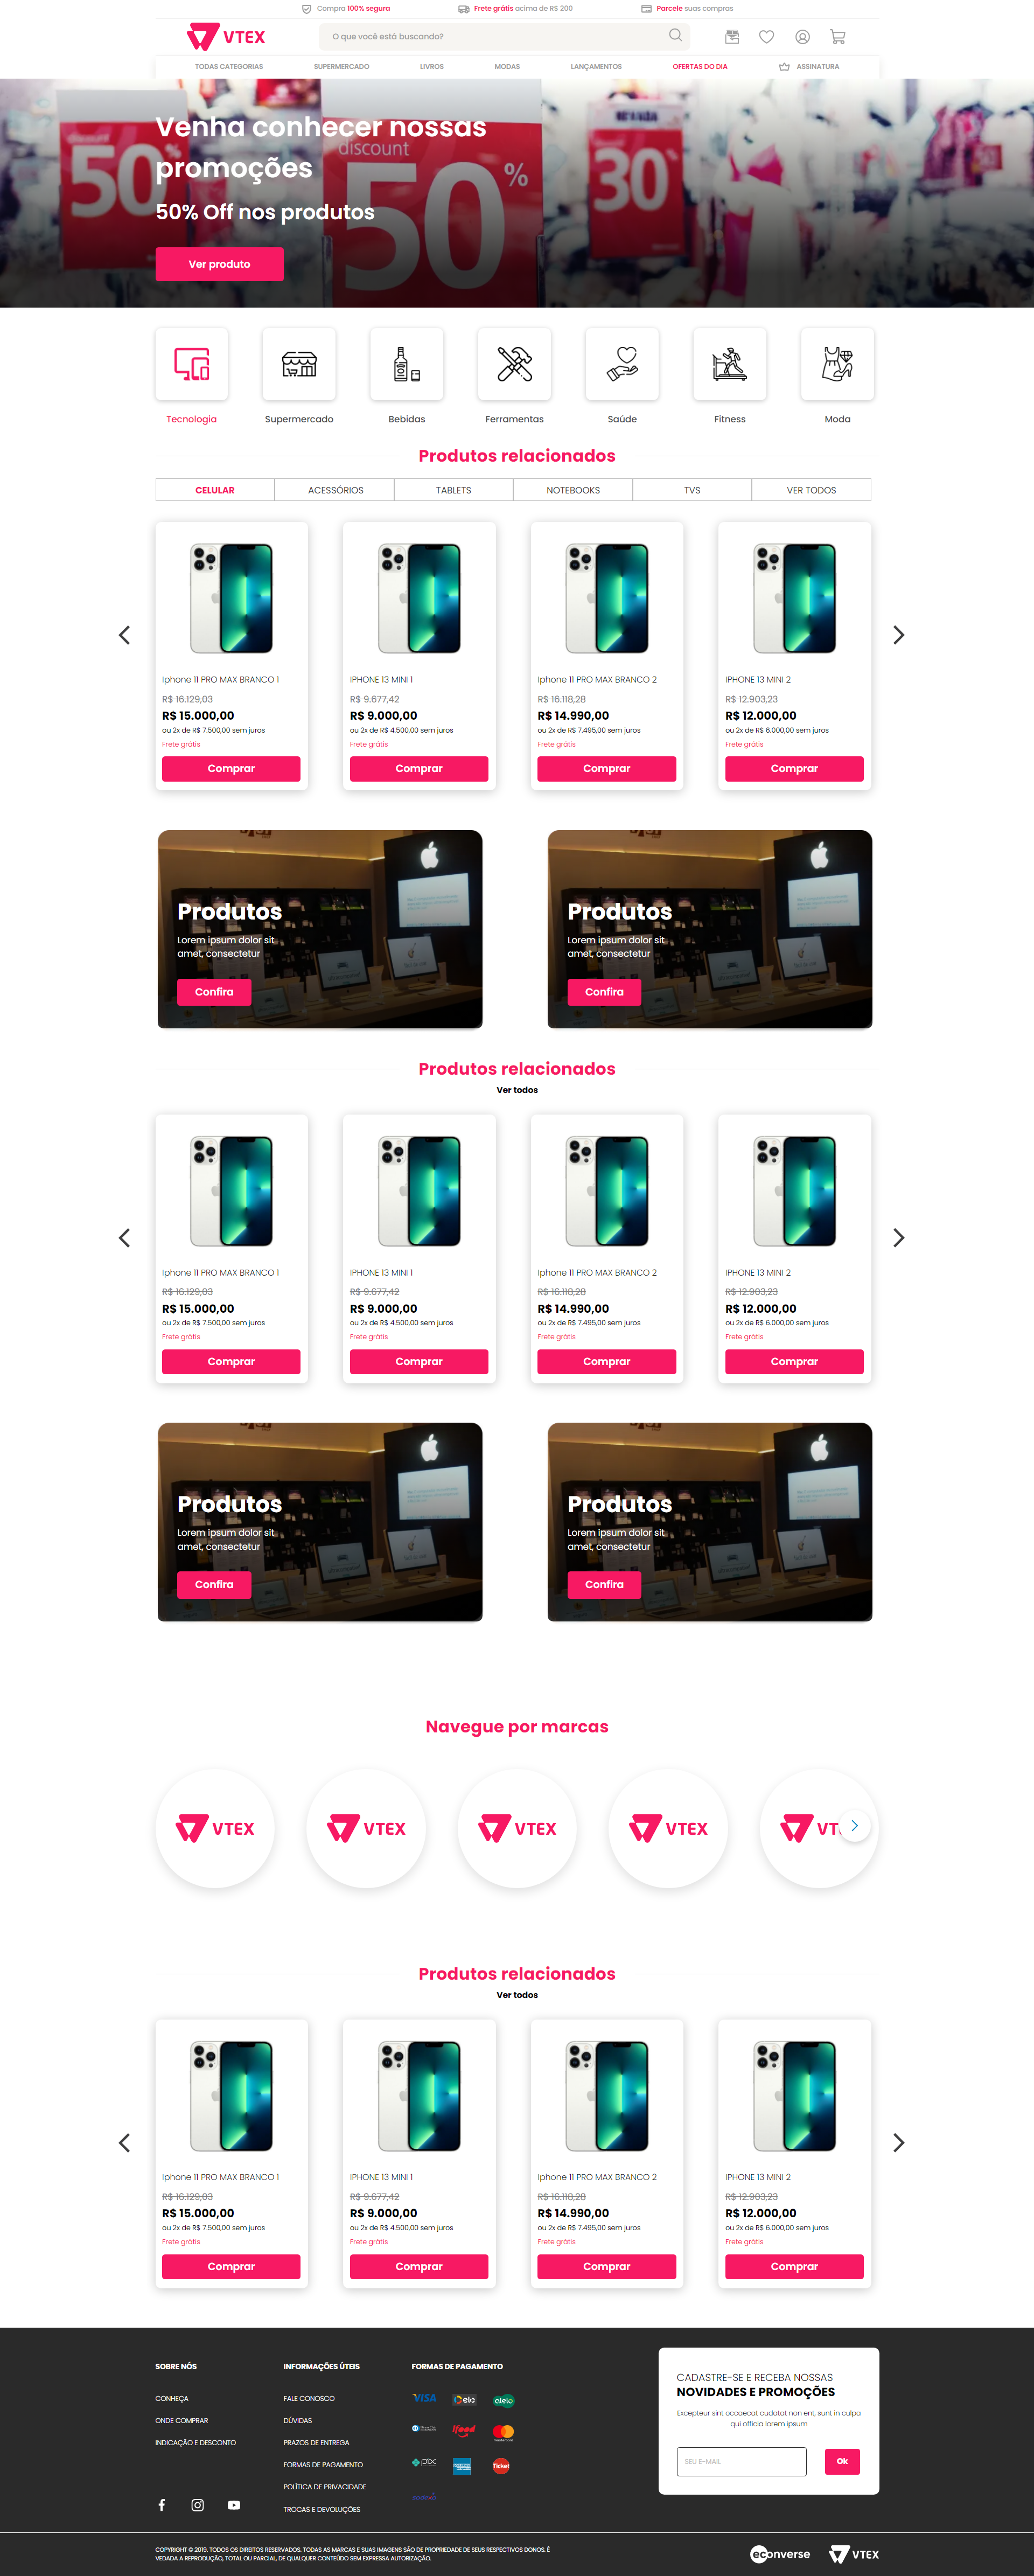 Compra 100% segura
Frete grátis acima de R$ 200
Parcele suas compras
VTEX
O que você está buscando?
TODAS CATEGORIAS
SUPERMERCADO
LIVROS
MODAS
LANÇAMENTOS
OFERTAS DO DIA
ASSINATURA
Venha conhecer nossas
promoções
50% Off nos produtos
Ver produto
50%
discount
50%
30
Tecnologia
Supermercado
Bebidas
Ferramentas
Saúde
Fitness
Moda
Produtos relacionados
CELULAR
ACESSÓRIOS
TABLETS
NOTEBOOKS
TVS
VER TODOS
Iphone 11 PRO MAX BRANCO 1
R$ 16.129,03
R$ 15.000,00
ou 2x de R$ 7.500,00 sem juros
Frete grátis
Comprar
IPHONE 13 MINI 1
R$ 9.677,42
R$ 9.000,00
ou 2x de R$ 4.500,00 sem juros
Frete grátis
Comprar
Iphone 11 PRO MAX BRANCO 2
R$ 16.118,28
R$ 14.990,00
ou 2x de R$ 7.495,00 sem juros
Frete grátis
Comprar
IPHONE 13 MINI 2
R$ 12.903,23
R$ 12.000,00
ou 2x de R$ 6.000,00 sem juros
Frete grátis
Comprar
Produtos
Lorem ipsum dolor sit
amet, consectetur
Confira
Produtos
Lorem ipsum dolor sit
amet, consectetur
Confira
Produtos relacionados
Ver todos
Iphone 11 PRO MAX BRANCO 1
R$ 16.129,03
R$ 15.000,00
ou 2x de R$ 7.500,00 sem juros
Frete grátis
Comprar
IPHONE 13 MINI 1
R$ 9.677,42
R$ 9.000,00
ou 2x de R$ 4.500,00 sem juros
Frete grátis
Comprar
Iphone 11 PRO MAX BRANCO 2
R$ 16.118,28
R$ 14.990,00
ou 2x de R$ 7.495,00 sem juros
Frete grátis
Comprar
IPHONE 13 MINI 2
R$ 12.903,23
R$ 12.000,00
ou 2x de R$ 6.000,00 sem juros
Frete grátis
Comprar
Produtos
Lorem ipsum dolor sit
amet, consectetur
Confira
Produtos
Lorem ipsum dolor sit
amet, consectetur
Confira
Navegue por marcas
VTEX
VTEX
VTEX
VTEX
VT
Produtos relacionados
Ver todos
Iphone 11 PRO MAX BRANCO 1
R$ 16.129,03
R$ 15.000,00
ou 2x de R$ 7.500,00 sem juros
Frete grátis
Comprar
IPHONE 13 MINI 1
R$ 9.677,42
R$ 9.000,00
ou 2x de R$ 4.500,00 sem juros
Frete grátis
Comprar
Iphone 11 PRO MAX BRANCO 2
R$ 16.118,28
R$ 14.990,00
ou 2x de R$ 7.495,00 sem juros
Frete grátis
Comprar
IPHONE 13 MINI 2
R$ 12.903,23
R$ 12.000,00
ou 2x de R$ 6.000,00 sem juros
Frete grátis
Comprar
SOBRE NÓS
CONHEÇA
ONDE COMPRAR
INDICAÇÃO E DESCONTO
INFORMAÇÕES ÚTEIS
FALE CONOSCO
DÚVIDAS
PRAZOS DE ENTREGA
FORMAS DE PAGAMENTO
POLÍTICA DE PRIVACIDADE
TROCAS E DEVOLUÇÕES
FORMAS DE PAGAMENTO
VISA
elo
alelo
ifood
mastercard
pix
Ticket
sodexo
CADASTRE-SE E RECEBA NOSSAS
NOVIDADES E PROMOÇÕES
Excepteur sint occaecat cudatat non ent, sunt in culpa
qui officia lorem ipsum
SEU E-MAIL
Ok
COPYRIGHT © 2019. TODOS OS DIREITOS RESERVADOS. TODAS AS MARCAS E SUAS IMAGENS SÃO DE PROPRIEDADE DE SEUS RESPECTIVOS DONOS. É
VEDADA A REPRODUÇÃO, TOTAL OU PARCIAL, DE QUALQUER CONTEÚDO SEM EXPRESSA AUTORIZAÇÃO.
econverse
VTEX